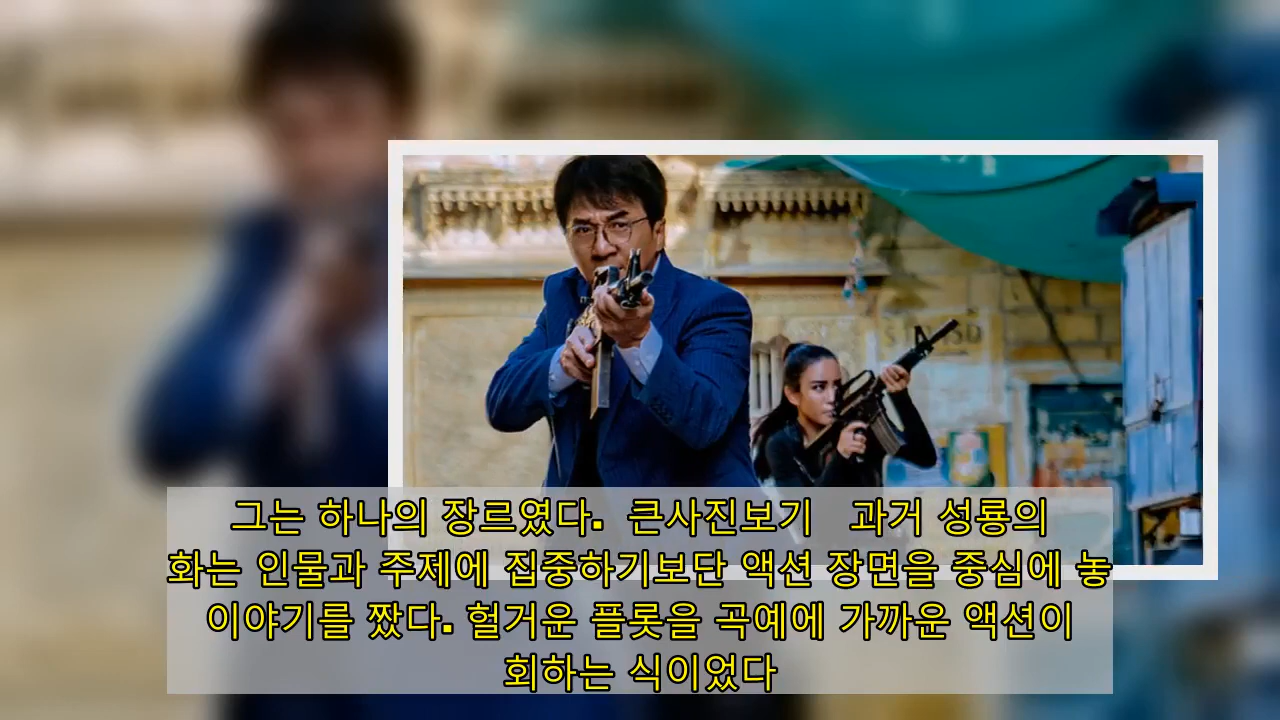 그는 하나의 장르였다. 큰사진보기 과거 성룡의
화는 인물과 주제에 집중하기보단 액션 장면을 중심에 놓
이야기를 짰다. 헐거운 플롯을 곡예에 가까운 액션이
회하는 식이었다